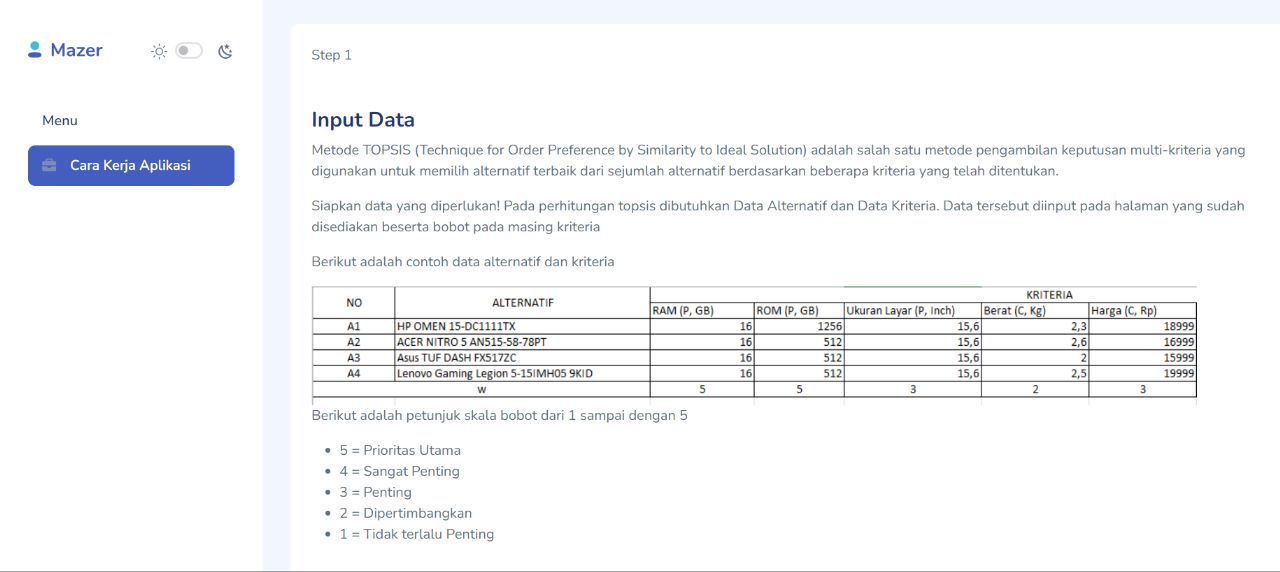 Mazer
Menu
Cara Kerja Aplikasi
Step 1
Input Data
Metode TOPSIS (Technique for Order Preference by Similarity to Ideal Solution) adalah salah satu metode pengambilan keputusan multi-kriteria yang
digunakan untuk memilih alternatif terbaik dari sejumlah alternatif berdasarkan beberapa kriteria yang telah ditentukan.
Siapkan data yang diperlukan! Pada perhitungan topsis dibutuhkan Data Alternatif dan Data Kriteria. Data tersebut diinput pada halaman yang sudah
disediakan beserta bobot pada masing kriteria
Berikut adalah contoh data alternatif dan kriteria
NO ALTERNATIF KRITERIA
RAM (P, GB) ROM (P, GB) Ukuran Layar (P, Inch) Berat (C, Kg) Harga (C, Rp)
A1 HP OMEN 15-DC1111TX 16 1256 15,6 2,3 18999
A2 ACER NITRO 5 AN515-58-78PT 16 512 15,6 2,6 16999
A3 Asus TUF DASH FX517ZC 16 512 15,6 2 15999
A4 Lenovo Gaming Legion 5-15IMH05 9KID 16 512 15,6 2,5 19999
w 5 5 3 2 3
Berikut adalah petunjuk skala bobot dari 1 sampai dengan 5
5 = Prioritas Utama
4 = Sangat Penting
3 = Penting
2 = Dipertimbangkan
1 = Tidak terlalu Penting